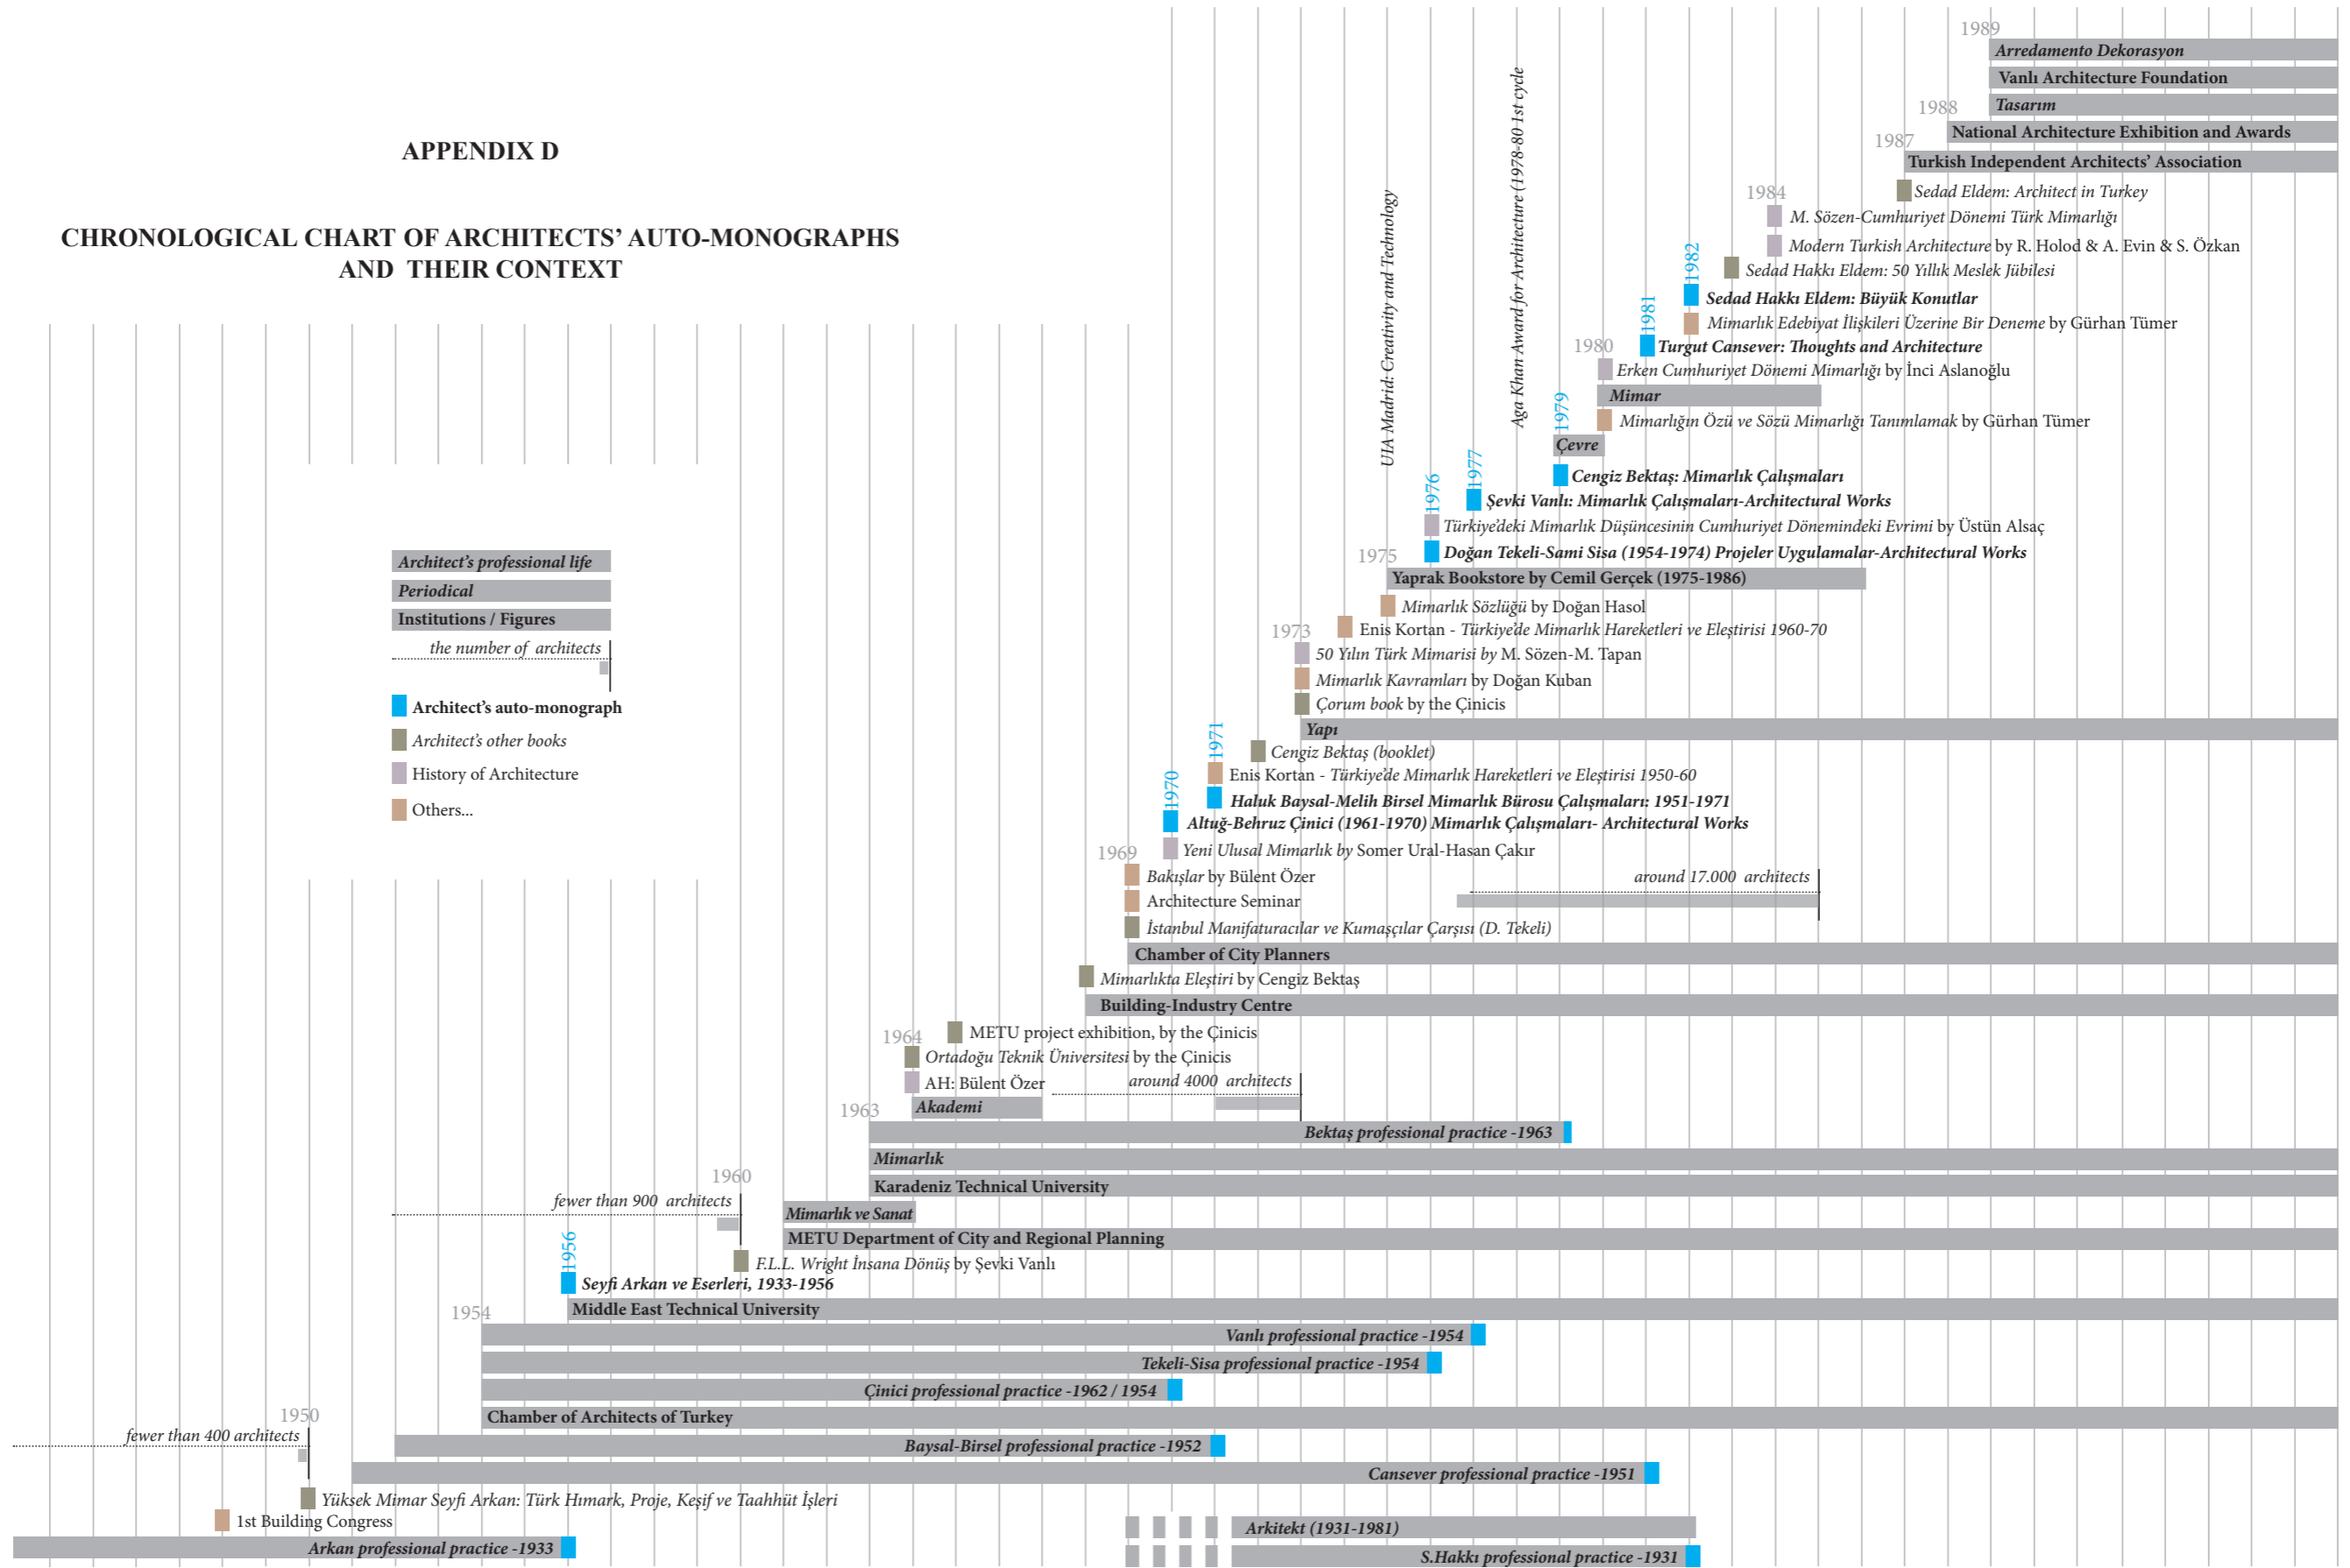 1989
Arredamento Dekorasyon
Vanlı Architecture Foundation
1988
Tasarım
National Architecture Exhibition and Awards
1987
Turkish Independent Architects' Association
APPENDIX D
CHRONOLOGICAL CHART OF ARCHITECTS' AUTO-MONOGRAPHS
AND THEIR CONTEXT
UIA Madrid: Creativity and Technology
Aga Khan Award for Architecture (1978-80 1st cycle
Sedad Eldem: Architect in Turkey
1984
M. Sözen-Cumhuriyet Dönemi Türk Mimarlığı
Modern Turkish Architecture by R. Holod & A. Evin & S. Özkan
Sedad Hakkı Eldem: 50 Yıllık Meslek Jübilesi
1982
Sedad Hakkı Eldem: Büyük Konutlar
Mimarlık Edebiyat İlişkileri Üzerine Bir Deneme by Gürhan Tümer
1981
Turgut Cansever: Thoughts and Architecture
1980
Erken Cumhuriyet Dönemi Mimarlığı by İnci Aslanoğlu
Mimar
Mimarlığın Özü ve Sözü Mimarlığı Tanımlamak by Gürhan Tümer
1979
Çevre
Cengiz Bektaş: Mimarlık Çalışmaları
1977
Şevki Vanlı: Mimarlık Çalışmaları-Architectural Works
1976
Türkiye'deki Mimarlık Düşüncesinin Cumhuriyet Dönemindeki Evrimi by Üstün Alsaç
Doğan Tekeli-Sami Sisa (1954-1974) Projeler Uygulamalar-Architectural Works
1975
Yaprak Bookstore by Cemil Gerçek (1975-1986)
Mimarlık Sözlüğü by Doğan Hasol
Enis Kortan - Türkiye'de Mimarlık Hareketleri ve Eleştirisi 1960-70
1973
50 Yılın Türk Mimarisi by M. Sözen-M. Tapan
Mimarlık Kavramları by Doğan Kuban
Çorum book by the Çinicis
Yapı
Architect's professional life
Periodical
Institutions / Figures
the number of architects
Architect's auto-monograph
Architect's other books
History of Architecture
Others...
Cengiz Bektaş (booklet)
1971
Enis Kortan - Türkiye'de Mimarlık Hareketleri ve Eleştirisi 1950-60
Haluk Baysal-Melih Birsel Mimarlık Bürosu Çalışmaları: 1951-1971
1970
Altuğ-Behruz Çinici (1961-1970) Mimarlık Çalışmaları- Architectural Works
Yeni Ulusal Mimarlık by Somer Ural-Hasan Çakır
1969
Bakışlar by Bülent Özer
around 17.000 architects
Architecture Seminar
İstanbul Manifaturacılar ve Kumaşçılar Çarşısı (D. Tekeli)
Chamber of City Planners
Mimarlıkta Eleştiri by Cengiz Bektaş
Building-Industry Centre
METU project exhibition, by the Çinicis
1964
Ortadoğu Teknik Üniversitesi by the Çinicis
AH: Bülent Özer
around 4000 architects
Akademi
1963
Bektaş professional practice -1963
Mimarlık
Karadeniz Technical University
1960
fewer than 900 architects
Mimarlık ve Sanat
METU Department of City and Regional Planning
F.L.L. Wright İnsana Dönüş by Şevki Vanlı
1956
Seyfi Arkan ve Eserleri, 1933-1956
Middle East Technical University
1954
Vanlı professional practice -1954
Tekeli-Sisa professional practice -1954
Çinici professional practice -1962 / 1954
Chamber of Architects of Turkey
1950
fewer than 400 architects
Baysal-Birsel professional practice -1952
Cansever professional practice -1951
Yüksek Mimar Seyfi Arkan: Türk Hımark, Proje, Keşif ve Taahhüt İşleri
1st Building Congress
Arkitekt (1931-1981)
Arkan professional practice -1933
S.Hakkı professional practice -1931